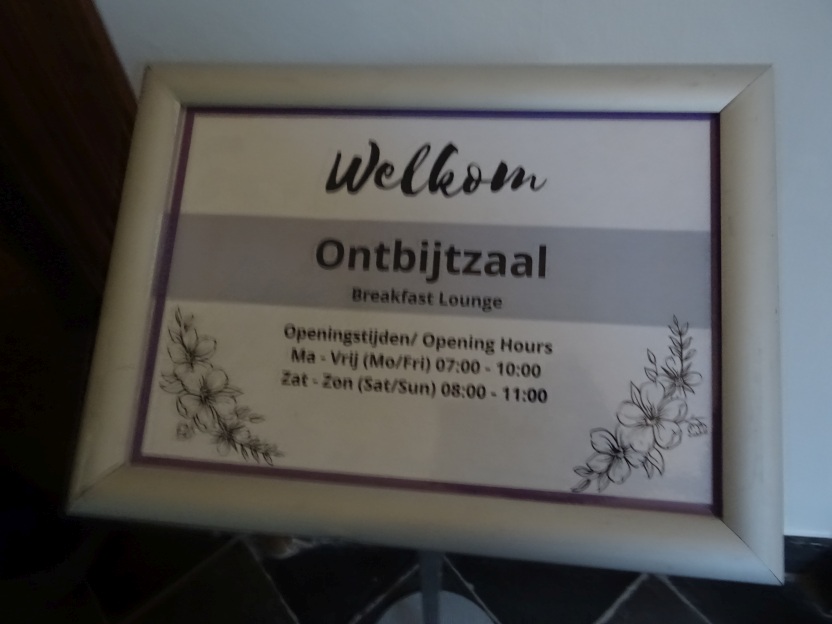 Welkom
Ontbijtzaal
Breakfast Lounge
Openingstijden/ Opening Hours
Ma - Vrij (Mo/Fri) 07:00 - 10:00
Zat - Zon (Sat/Sun) 08:00 - 11:00